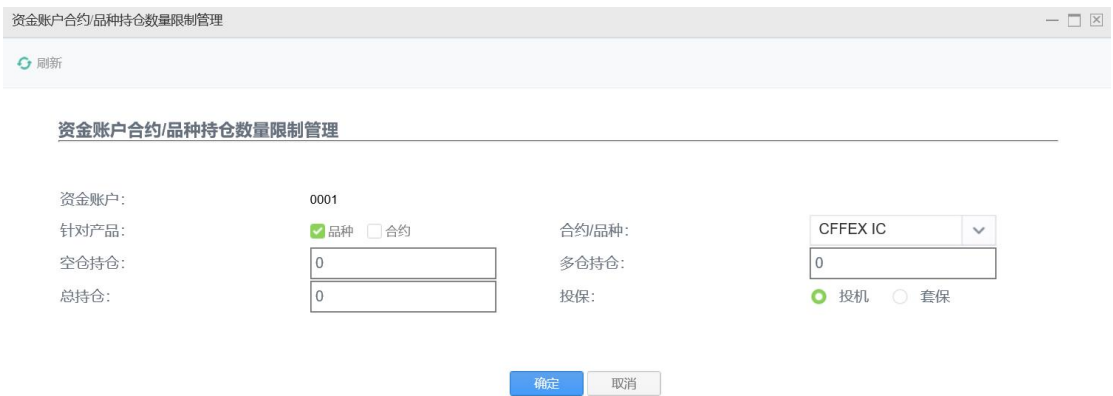 资金账户合约/品种持仓数量限制管理
刷新
资金账户合约/品种持仓数量限制管理
资金账户: 0001
针对产品: 品种 合约 合约/品种: CFFEX IC
空仓持仓: 0 多仓持仓: 0
总持仓: 0 投保: 投机 套保
确定 取消